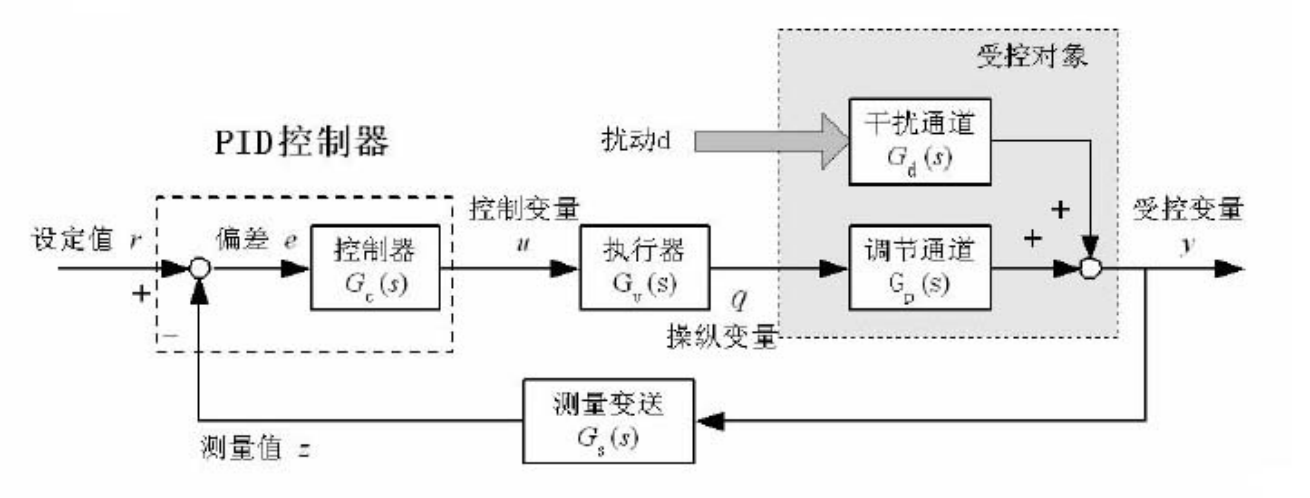 受控对象
干扰通道
G_d(s)
扰动d
PID控制器
控制变量
u
受控变量
y
设定值 r
偏差 e
控制器
G_c(s)
执行器
G_v(s)
调节通道
G_p(s)
+
+
+
−
q
操纵变量
测量变送
G_s(s)
测量值 z